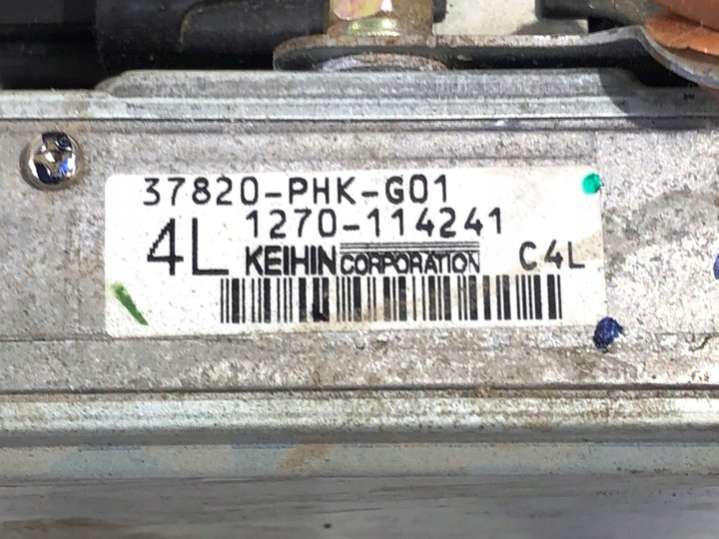 37820-PHK-G01
1270-114241
4L KEIHIN CORPORATION C4L